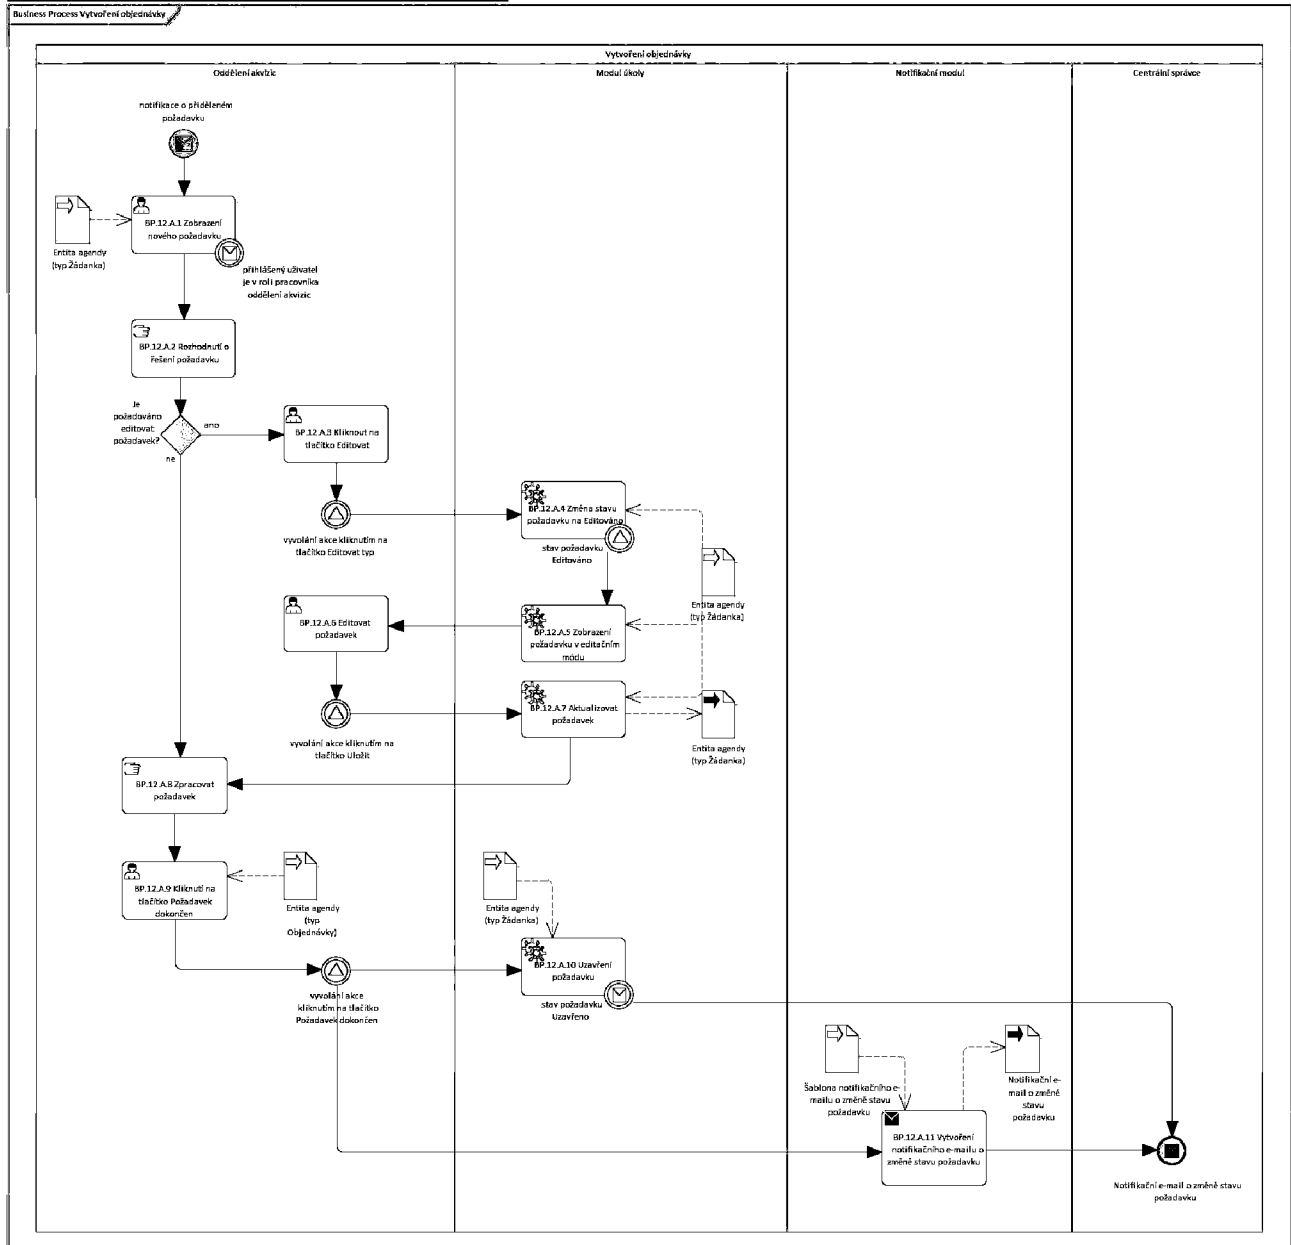 Business Process Vytvoření objednávky
Vytvoření objednávky
Oddělení akvizic
Modul úkoly
Notifikační modul
Centrální správce
notifikace o přiděleném
požadavku
BP.12.A.1 Zobrazení
nového požadavku
Entita agendy
(typ Žádanka)
přihlášený uživatel
je v roli pracovníka
oddělení akvizic
BP.12.A.2 Rozhodnutí o
řešení požadavku
Je
požadováno
editovat
požadavek?
ano
ne
BP.12.A.3 Kliknout na
tlačítko Editovat
vyvolání akce kliknutím na
tlačítko Editovat typ
BP.12.A.4 Změna stavu
požadavku na Editováno
stav požadavku
Editováno
Entita agendy
(typ Žádanka)
BP.12.A.5 Zobrazení
požadavku v editačním
módu
BP.12.A.6 Editovat
požadavek
vyvolání akce kliknutím na
tlačítko Uložit
BP.12.A.7 Aktualizovat
požadavek
Entita agendy
(typ Žádanka)
BP.12.A.8 Zpracovat
požadavek
BP.12.A.9 Kliknutí na
tlačítko Požadavek
dokončen
Entita agendy
(typ
Objednávky)
Entita agendy
(typ Žádanka)
vyvolání akce
kliknutím na tlačítko
Požadavek dokončen
BP.12.A.10 Uzavření
požadavku
stav požadavku
Uzavřeno
Šablona notifikačního e-
mailu o změně stavu
požadavku
Notifikační e-
mail o změně
stavu
požadavku
BP.12.A.11 Vytvoření
notifikačního e-mailu o
změně stavu požadavku
Notifikační e-mail o změně stavu
požadavku